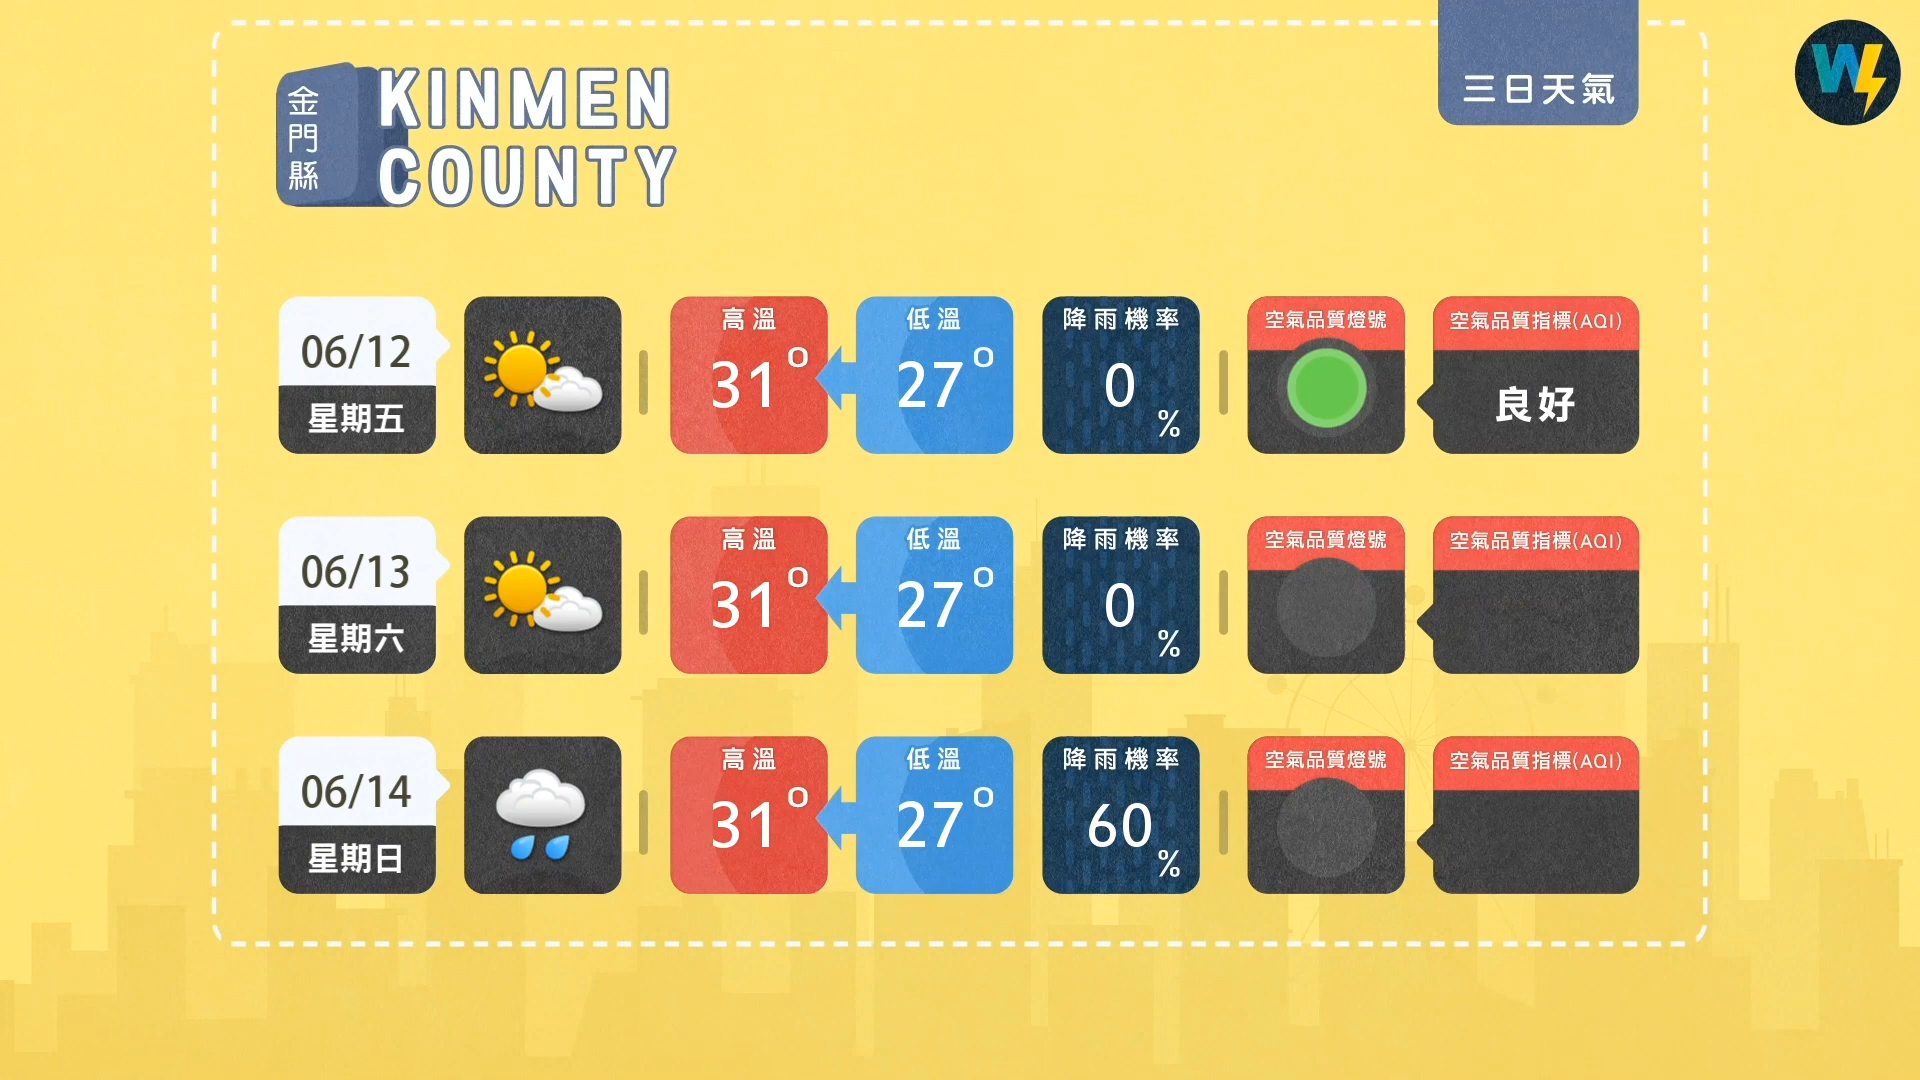 金門縣
KINMEN
COUNTY
三日天氣
W
06/12
星期五
高溫
31°
低溫
27°
降雨機率
0
%
空氣品質燈號
空氣品質指標(AQI)
良好
06/13
星期六
高溫
31°
低溫
27°
降雨機率
0
%
空氣品質燈號
空氣品質指標(AQI)
06/14
星期日
高溫
31°
低溫
27°
降雨機率
60
%
空氣品質燈號
空氣品質指標(AQI)